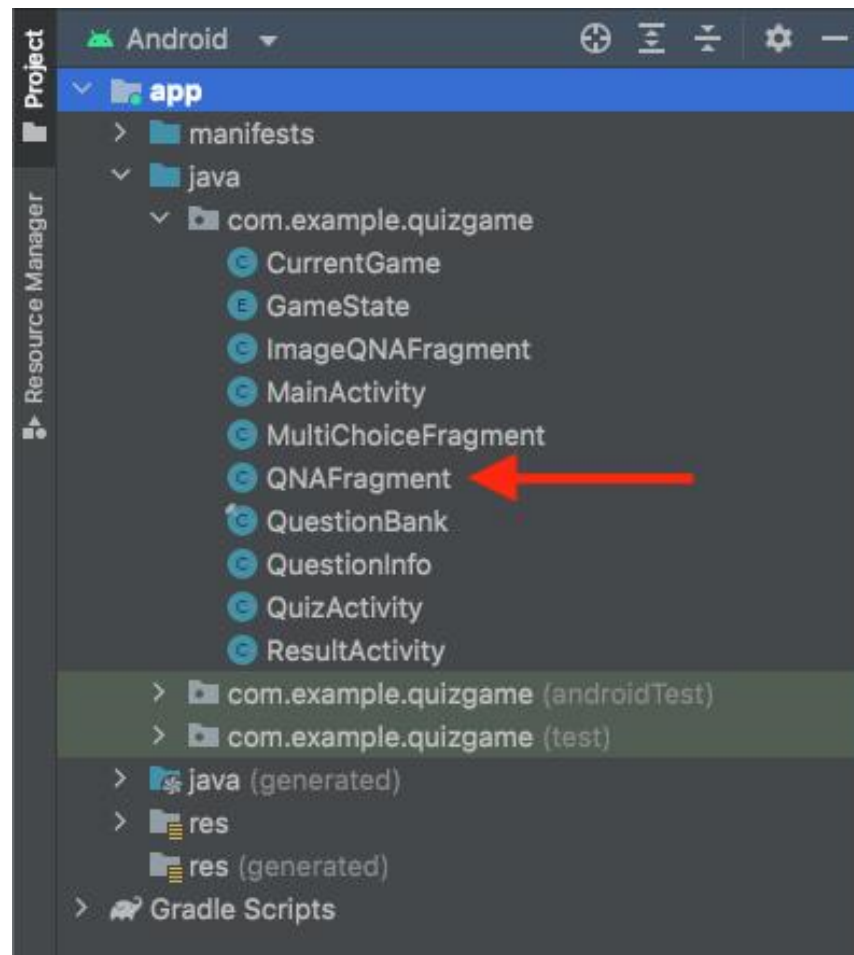 Project
Resource Manager
Android
app
manifests
java
com.example.quizgame
C CurrentGame
E GameState
C ImageQNAFragment
C MainActivity
C MultiChoiceFragment
C QNAFragment
C QuestionBank
C QuestionInfo
C QuizActivity
C ResultActivity
com.example.quizgame (androidTest)
com.example.quizgame (test)
java (generated)
res
res (generated)
Gradle Scripts